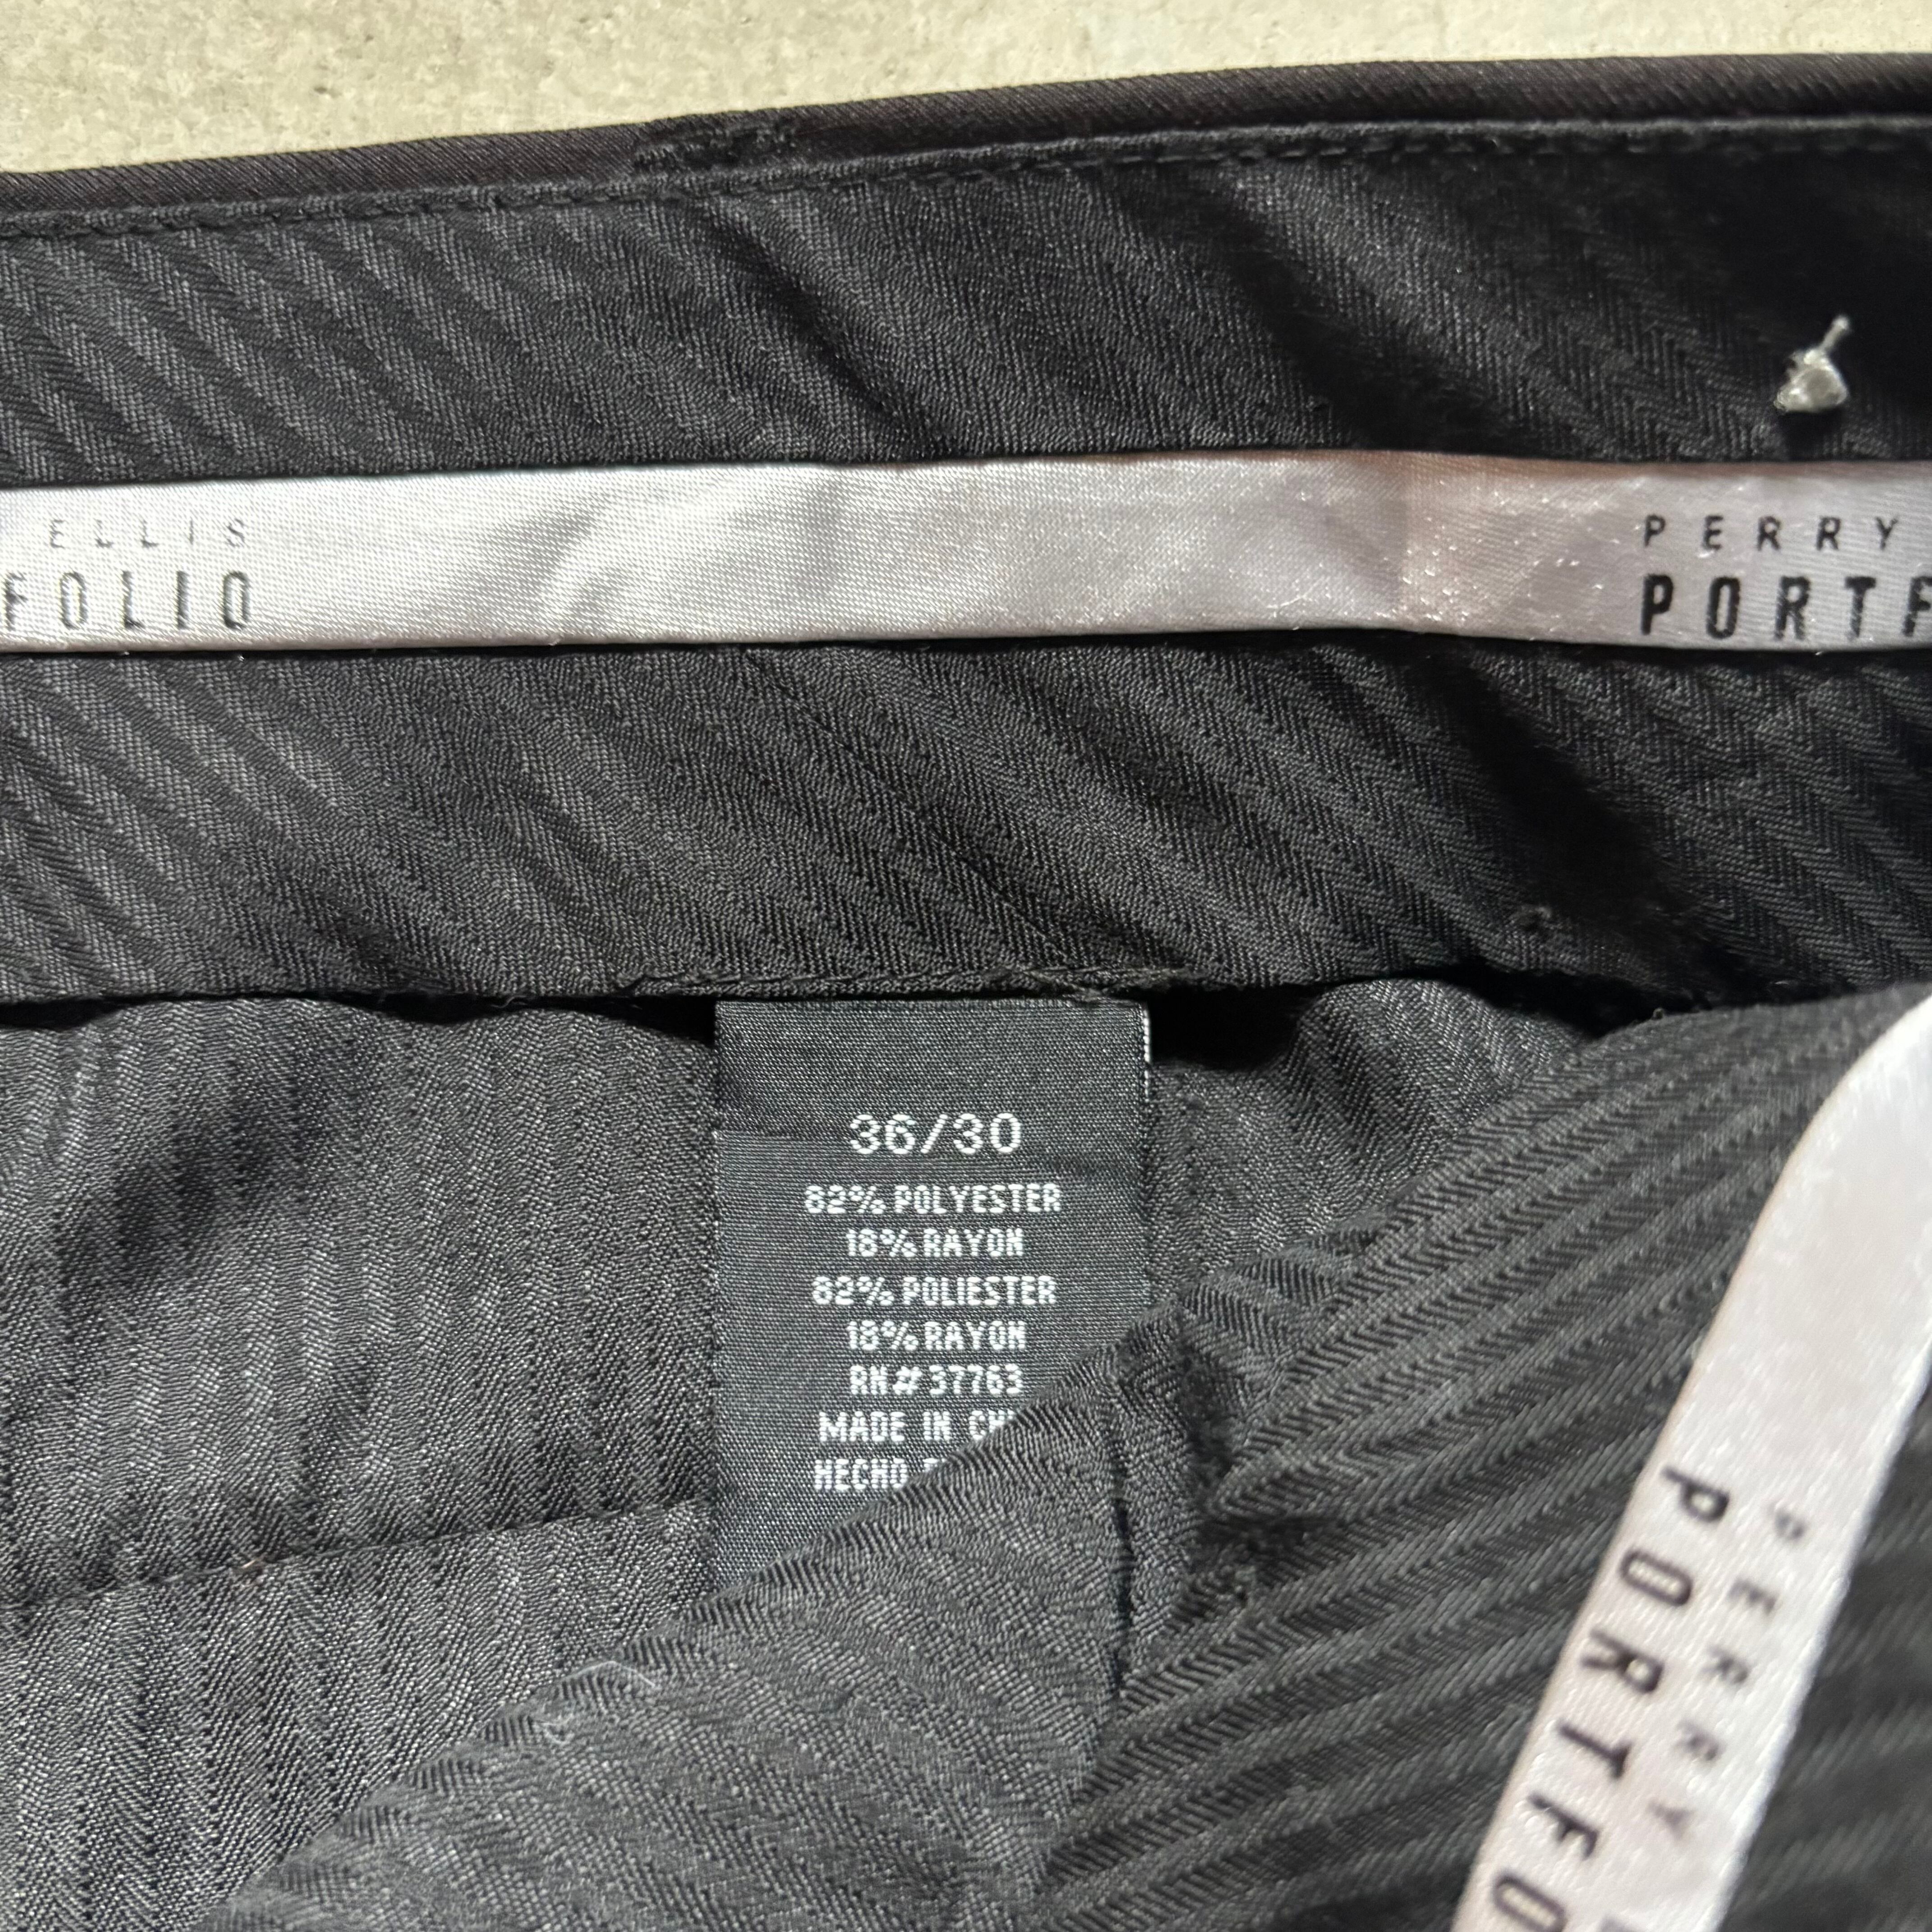 ELLIS
FOLIO
PERRY
PORTF
36/30
82% POLYESTER
18% RAYON
82% POLIESTER
18% RAYON
RN# 37763
MADE IN
HECHO
PERRY
PORTFO